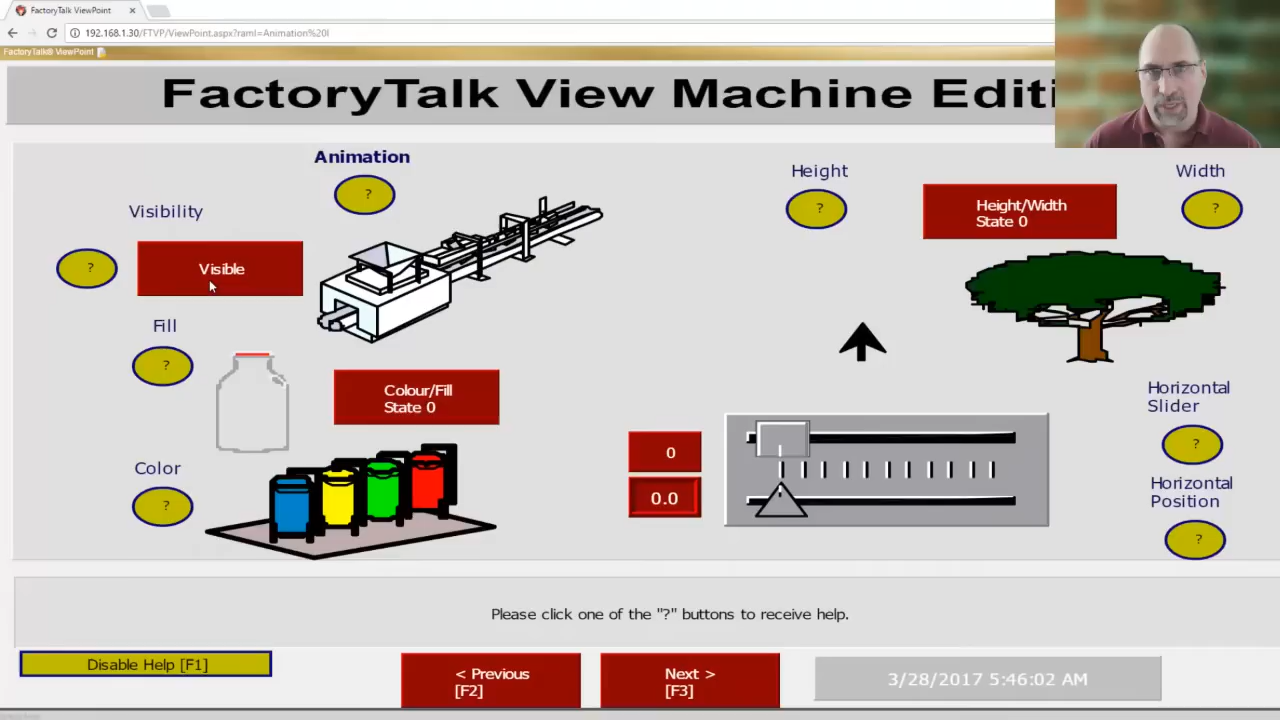 FactoryTalk ViewPoint
192.168.1.30/FTVP/ViewPoint.aspx?raml=Animation%20I
FactoryTalk® ViewPoint
FactoryTalk View Machine Editi
Animation
?
Visibility
?
Visible
Fill
?
Colour/Fill
State 0
Color
?
Height
?
Height/Width
State 0
Width
?
0
0.0
Horizontal
Slider
?
Horizontal
Position
?
Please click one of the "?" buttons to receive help.
Disable Help [F1]
< Previous
[F2]
Next >
[F3]
3/28/2017 5:46:02 AM